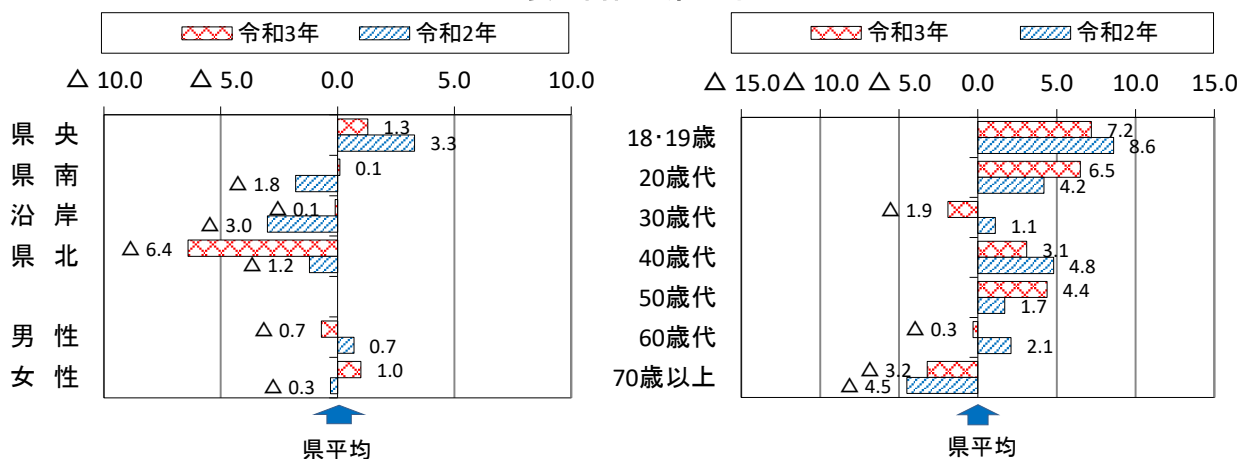 令和3年 令和2年
△ 10.0 △ 5.0 0.0 5.0 10.0
県 央 1.3
3.3
県 南 0.1
△ 1.8
沿 岸 △ 0.1
△ 3.0
県 北 △ 6.4
△ 1.2
男 性 △ 0.7
0.7
女 性 1.0
△ 0.3
県平均
令和3年 令和2年
△ 15.0 △ 10.0 △ 5.0 0.0 5.0 10.0 15.0
18･19歳 7.2
8.6
20歳代 6.5
4.2
30歳代 △ 1.9
1.1
40歳代 3.1
4.8
50歳代 4.4
1.7
60歳代 △ 0.3
2.1
70歳以上 △ 3.2
△ 4.5
県平均